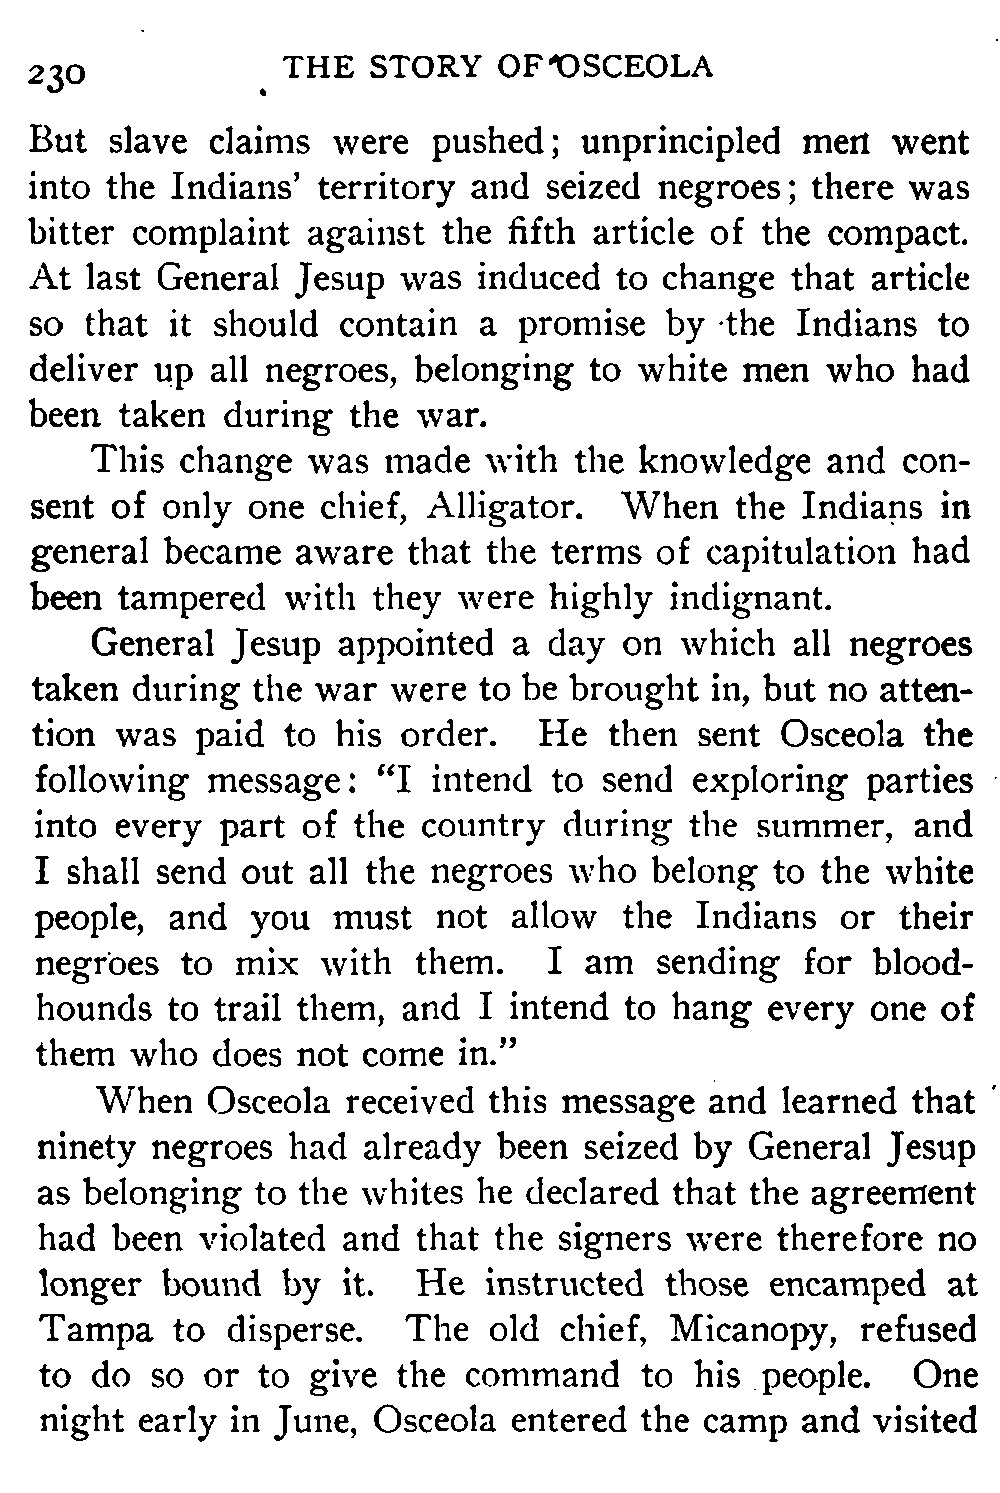 230 THE STORY OF OSCEOLA
But slave claims were pushed; unprincipled men went
into the Indians' territory and seized negroes; there was
bitter complaint against the fifth article of the compact.
At last General Jesup was induced to change that article
so that it should contain a promise by the Indians to
deliver up all negroes, belonging to white men who had
been taken during the war.
This change was made with the knowledge and con-
sent of only one chief, Alligator. When the Indians in
general became aware that the terms of capitulation had
been tampered with they were highly indignant.
General Jesup appointed a day on which all negroes
taken during the war were to be brought in, but no atten-
tion was paid to his order. He then sent Osceola the
following message: "I intend to send exploring parties
into every part of the country during the summer, and
I shall send out all the negroes who belong to the white
people, and you must not allow the Indians or their
negroes to mix with them. I am sending for blood-
hounds to trail them, and I intend to hang every one of
them who does not come in."
When Osceola received this message and learned that
ninety negroes had already been seized by General Jesup
as belonging to the whites he declared that the agreement
had been violated and that the signers were therefore no
longer bound by it. He instructed those encamped at
Tampa to disperse. The old chief, Micanopy, refused
to do so or to give the command to his people. One
night early in June, Osceola entered the camp and visited